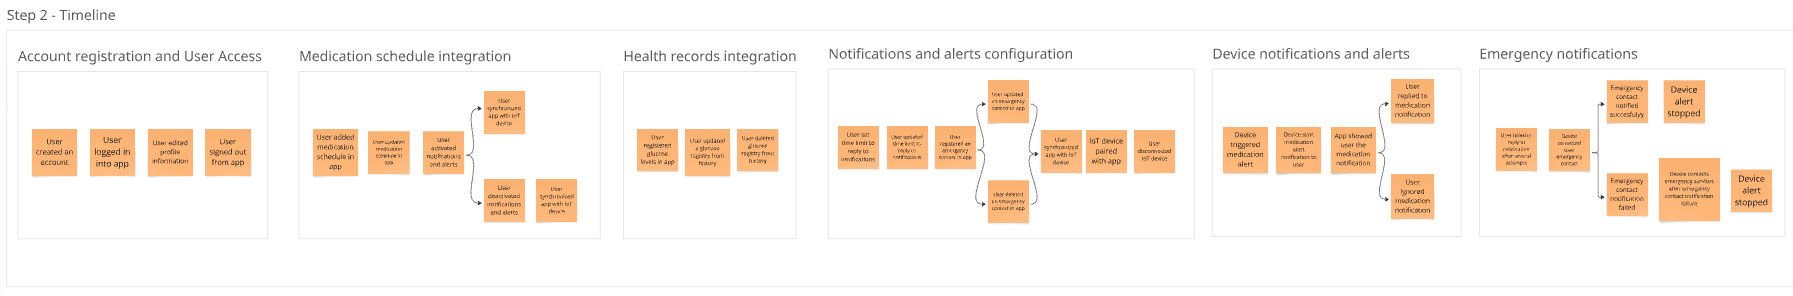 Step 2 - Timeline
Account registration and User Access
User
created an
account
User
logged in
into app
User edited
profile
information
User
signed out
from app
Medication schedule integration
User added
medication
schedule in
app
User updated
medication
schedule in
app
User
activated
notifications
and alerts
User
synchronized
app with IoT
device
User
deactivated
notifications
and alerts
User
synchronized
app with IoT
device
Health records integration
User
registered
glucose
levels in app
User updated
a glucose
registry from
history
User deleted
glucose
registry from
history
Notifications and alerts configuration
User set
time limit to
reply to
notifications
User updated
time limit to
reply to
notifications
User
registered an
emergency
contact in app
User updated
an emergency
contact in app
User deleted
an emergency
contact in app
User
synchronized
app with IoT
device
IoT device
paired
with app
User
disconnected
IoT device
Device notifications and alerts
Device
triggered
medication
alert
Device sent
medication
alert
notification to
user
App showed
user the
medication
notification
User
replied to
medication
notification
User
ignored
medication
notification
Emergency notifications
User
reply to
notification
after several
attempts
Device
contacted
user
emergency
contact
Emergency
contact
notified
succesfulyy
Device
alert
stopped
Emergency
contact
notification
failed
Device contacts
emergency services
after emergency
contact notification
failure
Device
alert
stopped